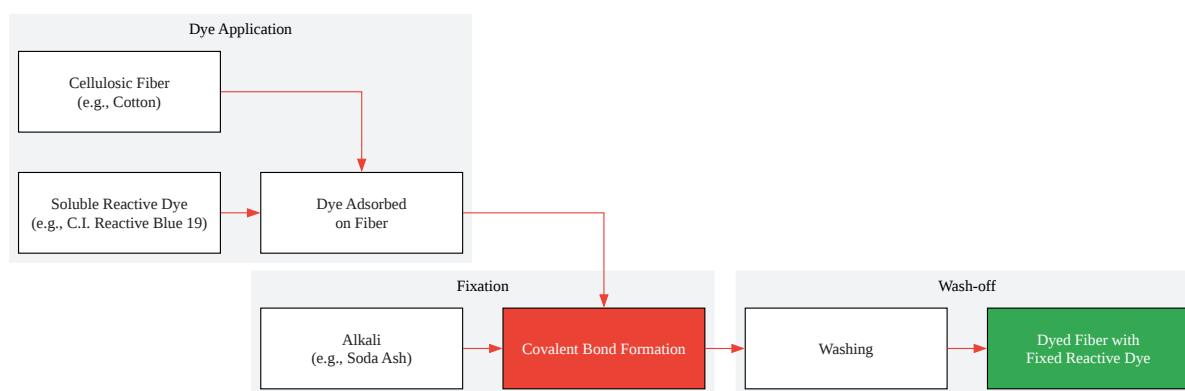 Dye Application
Cellulosic Fiber
(e.g., Cotton)
Soluble Reactive Dye
(e.g., C.I. Reactive Blue 19)
Dye Adsorbed
on Fiber
Fixation
Alkali
(e.g., Soda Ash)
Covalent Bond Formation
Wash-off
Washing
Dyed Fiber with
Fixed Reactive Dye